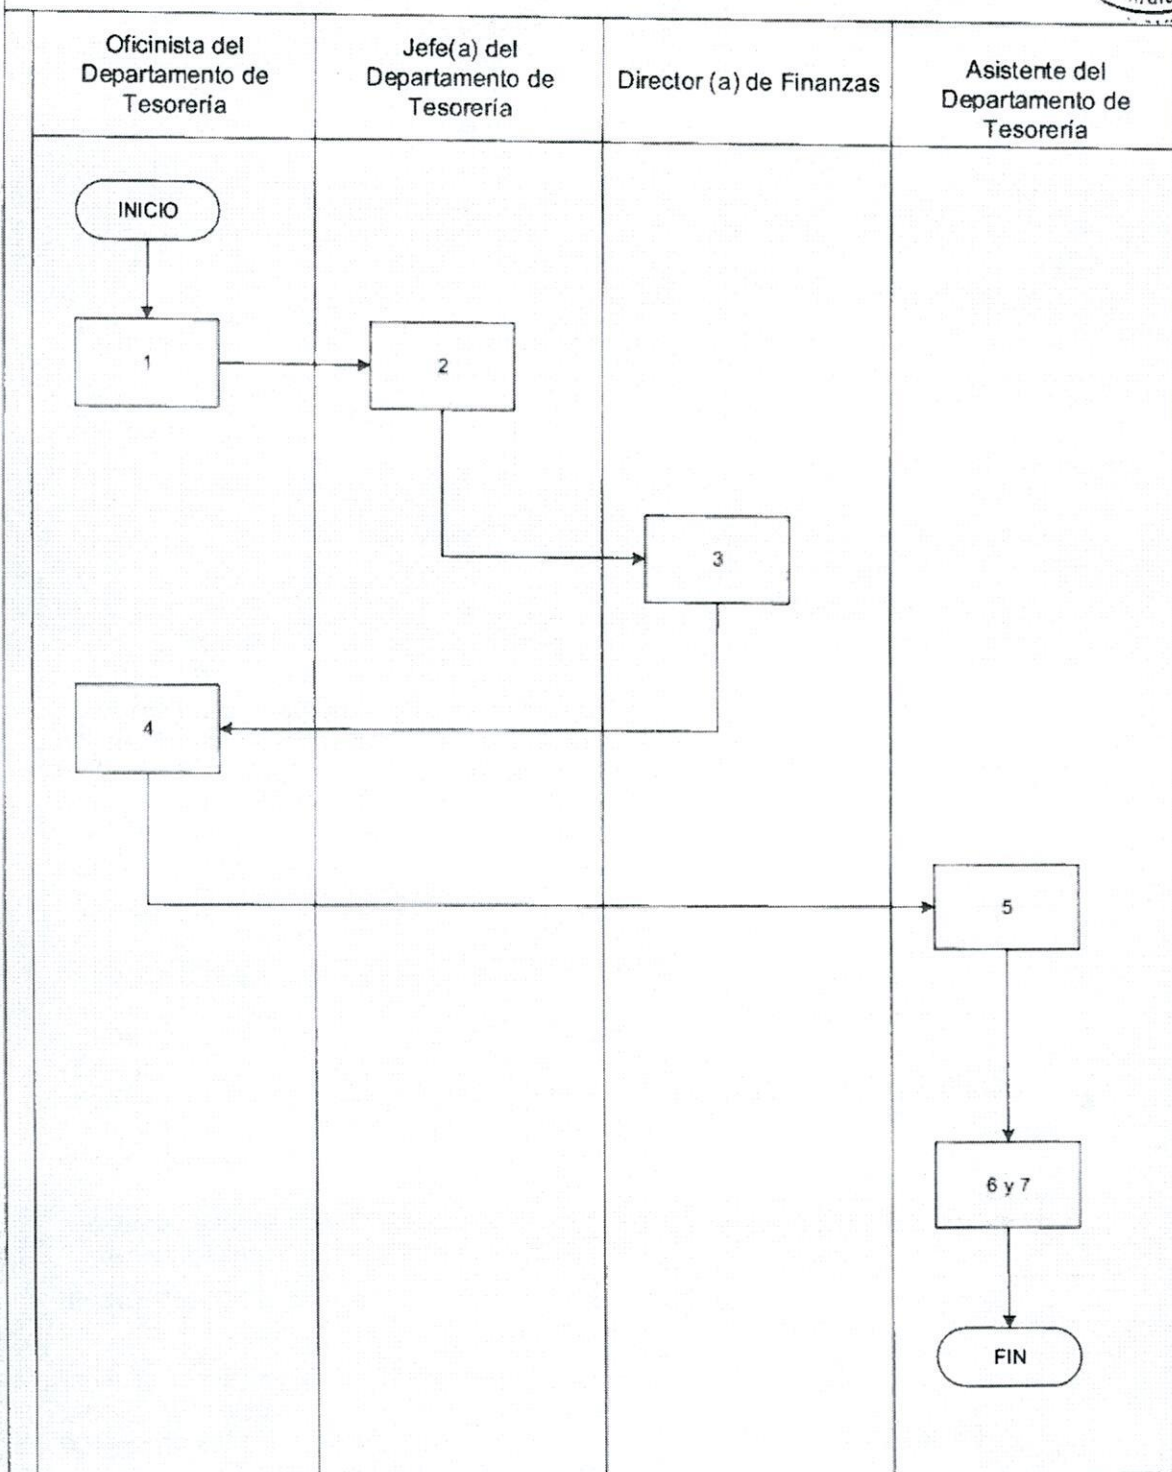 Oficinista del
Departamento de
Tesorería
Jefe(a) del
Departamento de
Tesorería
Director (a) de Finanzas
Asistente del
Departamento de
Tesorería
INICIO
1
2
3
4
5
6 y 7
FIN